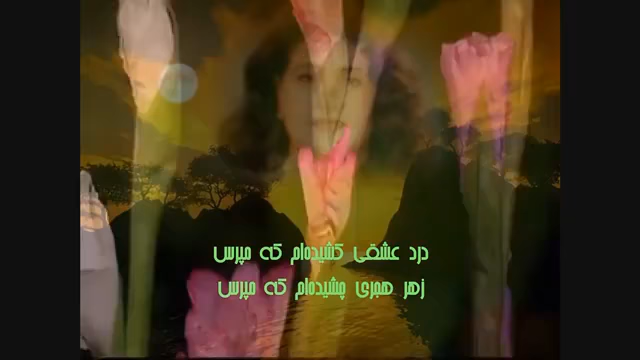 درد عشقی کشیده‌ام که مپرس
زهر هجری چشیده‌ام که مپرس